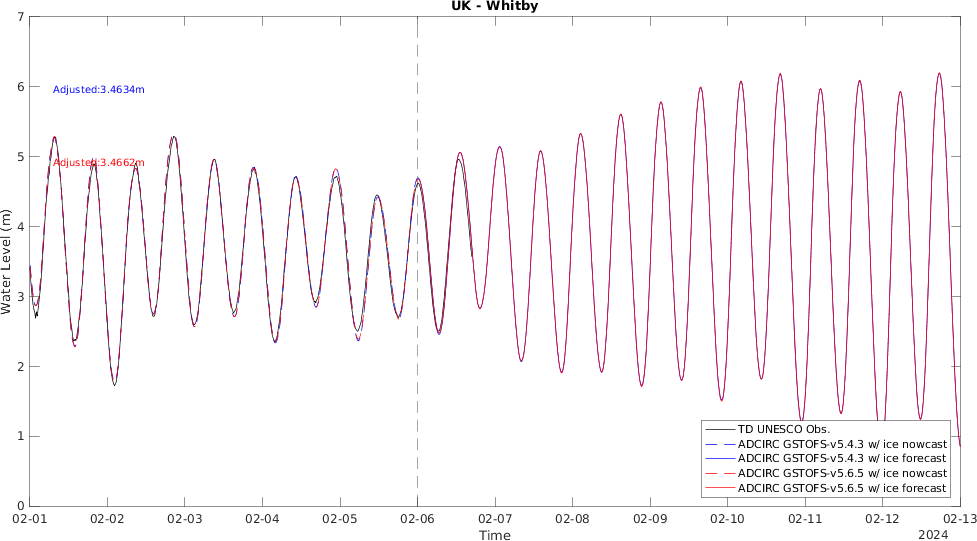 UK - Whitby
7
6
5
4
3
2
1
0
Water Level (m)
Adjusted:3.4634m
Adjusted:3.4662m
TD UNESCO Obs.
ADCIRC GSTOFS-v5.4.3 w/ ice nowcast
ADCIRC GSTOFS-v5.4.3 w/ ice forecast
ADCIRC GSTOFS-v5.6.5 w/ ice nowcast
ADCIRC GSTOFS-v5.6.5 w/ ice forecast
02-01 02-02 02-03 02-04 02-05 02-06 02-07 02-08 02-09 02-10 02-11 02-12 02-13
Time
2024